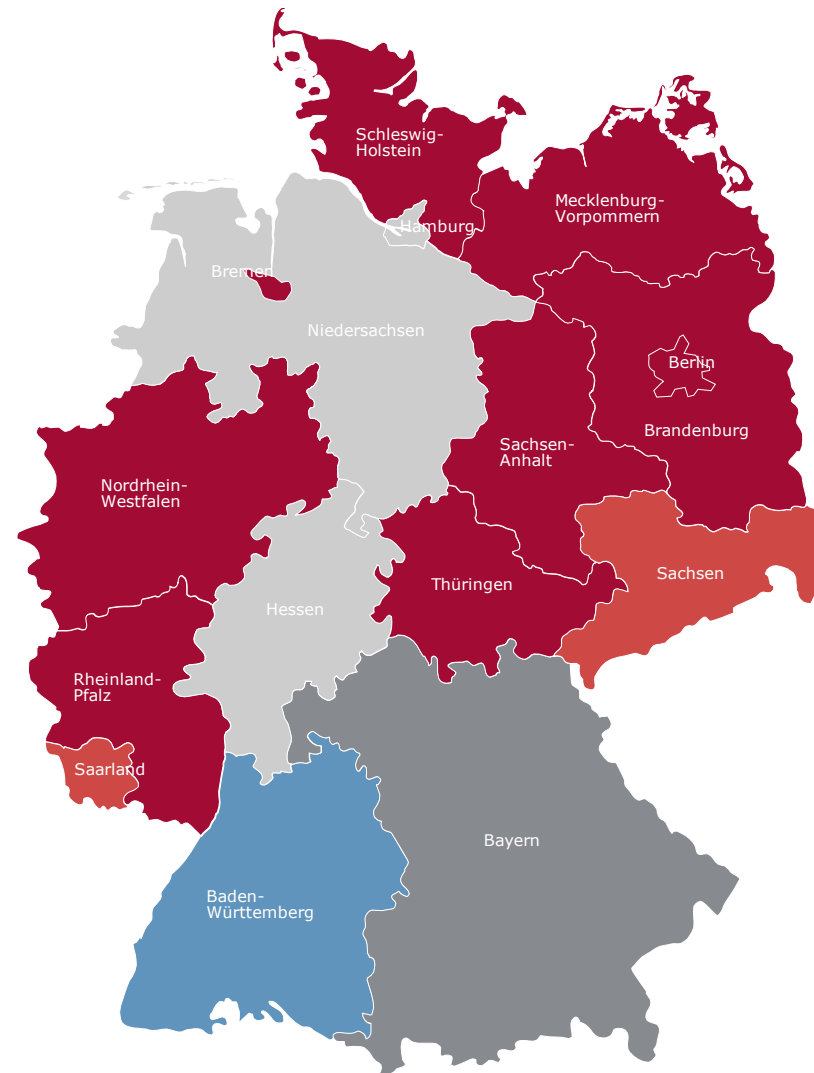 Schleswig-
Holstein
Mecklenburg-
Vorpommern
Hamburg
Bremen
Niedersachsen
Berlin
Brandenburg
Sachsen-
Anhalt
Nordrhein-
Westfalen
Sachsen
Thüringen
Hessen
Rheinland-
Pfalz
Saarland
Bayern
Baden-
Württemberg